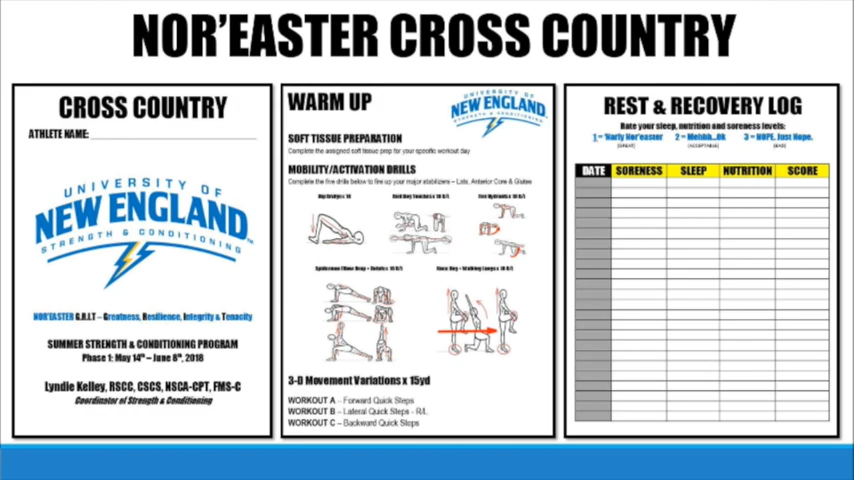 NOR'EASTER CROSS COUNTRY
CROSS COUNTRY
ATHLETE NAME:
UNIVERSITY OF
NEW ENGLAND
STRENGTH & CONDITIONING
NOR'EASTER G.R.I.T – Greatness, Resilience, Integrity & Tenacity
SUMMER STRENGTH & CONDITIONING PROGRAM
Phase 1: May 14th – June 8th, 2018
Lyndie Kelley, RSCC, CSCS, NSCA-CPT, FMS-C
Coordinator of Strength & Conditioning
WARM UP
UNIVERSITY OF
NEW ENGLAND
STRENGTH & CONDITIONING
SOFT TISSUE PREPARATION
Complete the assigned soft tissue prep for your specific workout day
MOBILITY/ACTIVATION DRILLS
Complete the five drills below to fire up your major stabilizers – Lats, Anterior Core & Glutes
3-D Movement Variations x 15yd
WORKOUT A – Forward Quick Steps
WORKOUT B – Lateral Quick Steps - R/L
WORKOUT C – Backward Quick Steps
REST & RECOVERY LOG
Rate your sleep, nutrition and soreness levels:
1 = 'Narly Nor'easter 2 = Mehhh...0k 3 = NOPE. Just Nope.
(GREAT) (ACCEPTABLE) (BAD)
DATE SORENESS SLEEP NUTRITION SCORE